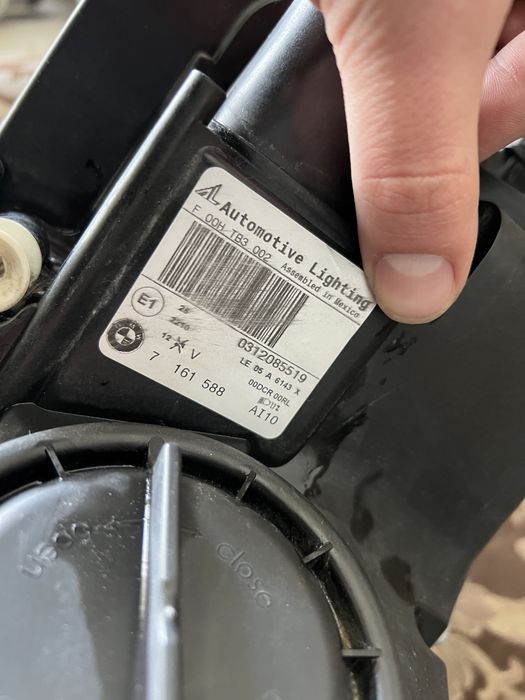 AL Automotive Lighting
F 00H TB3 002 Assembled in Mexico
0312085519
E1
LE 05 A 6143 X
00DCR 00RL
12 V
7 161 588
AI10
open
close